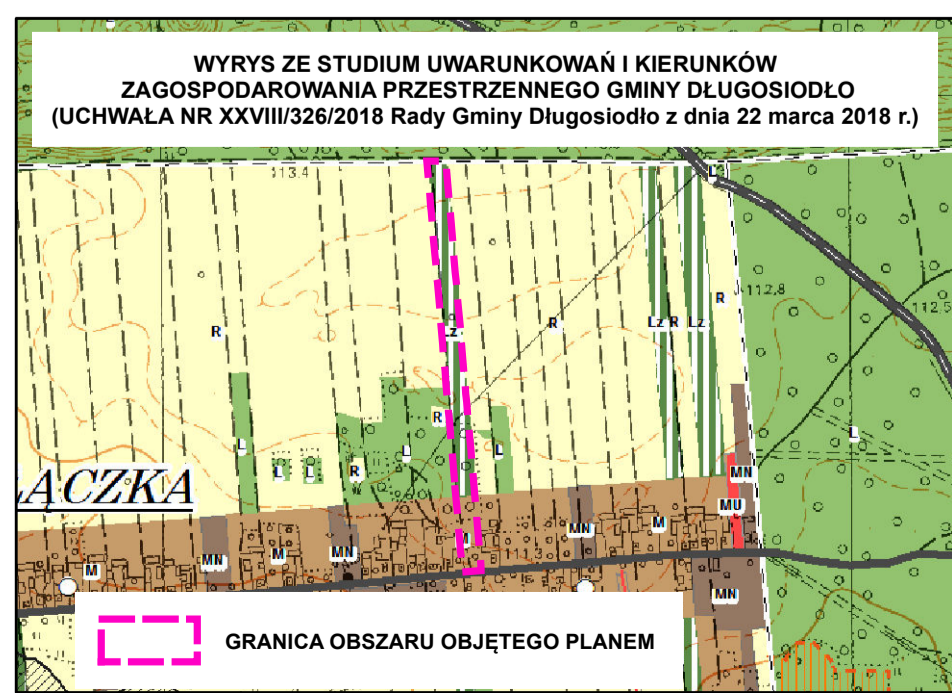 WYRYS ZE STUDIUM UWARUNKOWAŃ I KIERUNKÓW
ZAGOSPODAROWANIA PRZESTRZENNEGO GMINY DŁUGOSIODŁO
(UCHWAŁA NR XXVIII/326/2018 Rady Gminy Długosiodło z dnia 22 marca 2018 r.)
113.4
R
112.8
112.5
R
Lz
R
Lz R Lz
R
L
L L R L
L
L
MN
MU
ĄCZKA
M
MN
M
MN
M
111.3
MN
M
MN
GRANICA OBSZARU OBJĘTEGO PLANEM